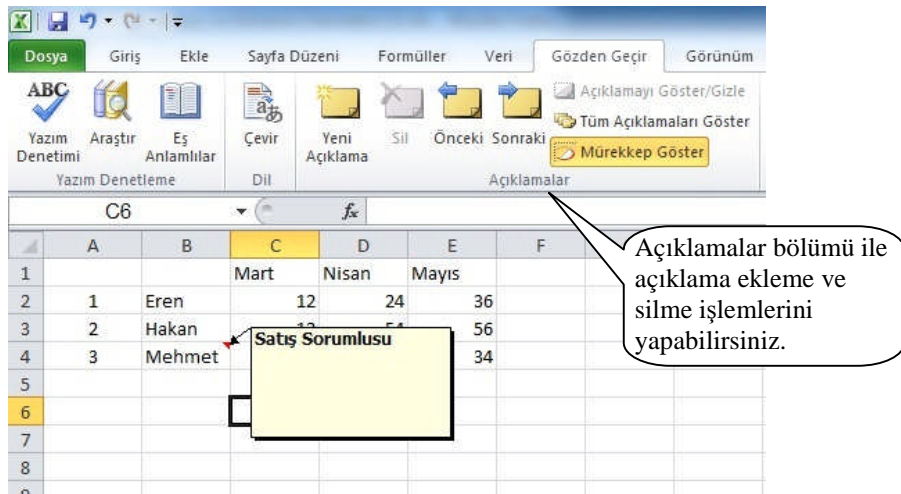 Dosya Giriş Ekle Sayfa Düzeni Formüller Veri Gözden Geçir Görünüm
ABC
Yazım Denetimi Araştır Eş Anlamlılar Çevir Yeni Açıklama Sil Önceki Sonraki
Açıklamayı Göster/Gizle
Tüm Açıklamaları Göster
Mürekkep Göster
Yazım Denetleme Dil Açıklamalar
C6 fx
A B C D E F
1 Mart Nisan Mayıs
2 1 Eren 12 24 36
3 2 Hakan 56
4 3 Mehmet 34
Satış Sorumlusu
5
6
7
8
Açıklamalar bölümü ile
açıklama ekleme ve
silme işlemlerini
yapabilirsiniz.